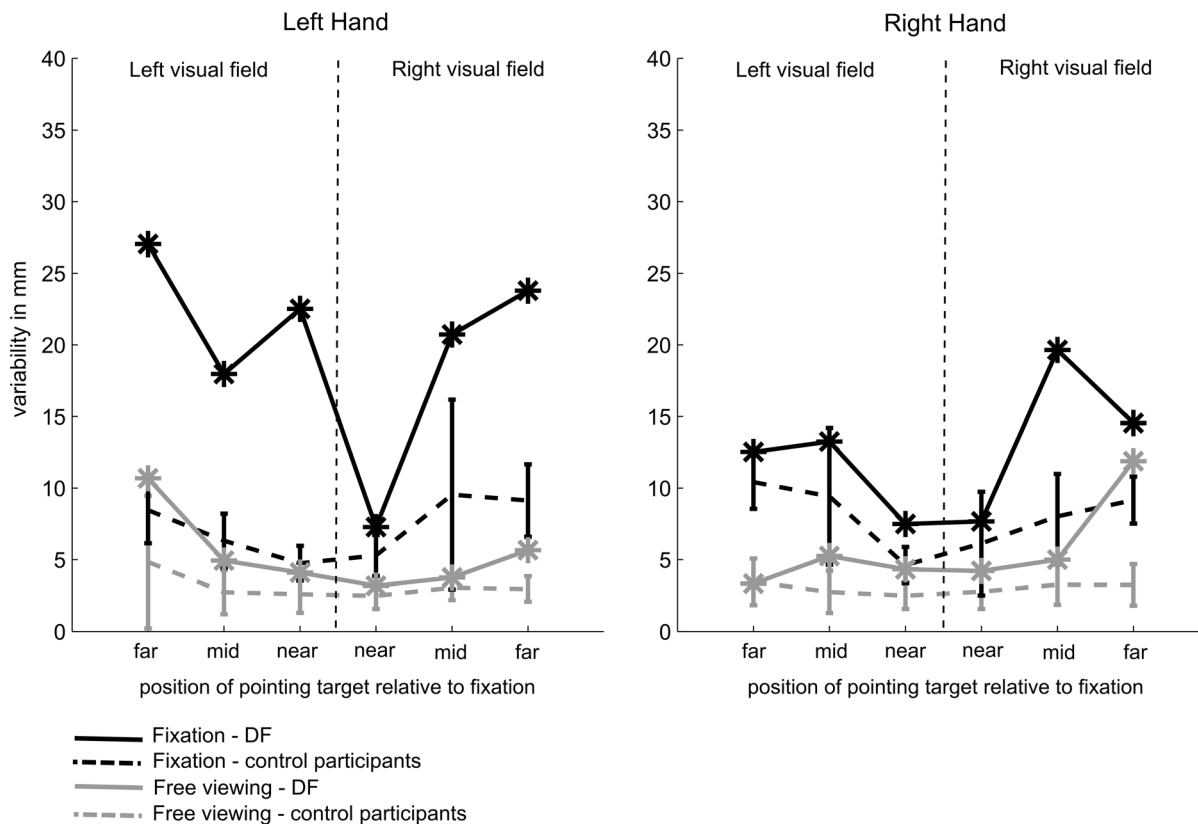 Left Hand
Right Hand
Left visual field
Right visual field
Left visual field
Right visual field
variability in mm
40
35
30
25
20
15
10
5
0
far mid near near mid far
position of pointing target relative to fixation
40
35
30
25
20
15
10
5
0
far mid near near mid far
position of pointing target relative to fixation
Fixation - DF
Fixation - control participants
Free viewing - DF
Free viewing - control participants